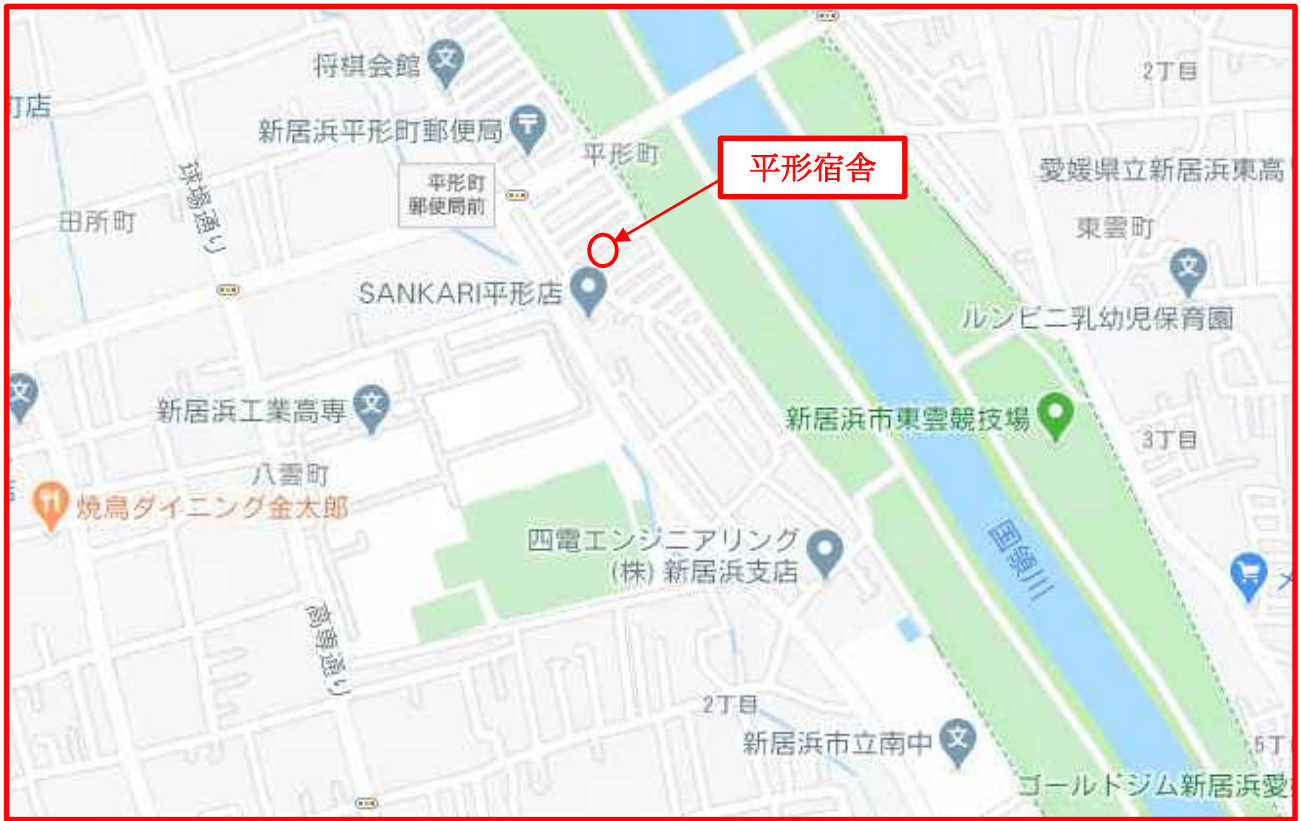 将棋会館
2丁目
町店
新居浜平形町郵便局
平形町
平形宿舎
愛媛県立新居浜東高
平形町
郵便局前
球場通り
田所町
東雲町
SANKARI平形店
ルンビニ乳幼児保育園
新居浜工業高専
新居浜市東雲競技場
3丁目
八雲町
焼鳥ダイニング金太郎
四電エンジニアリング
(株) 新居浜支店
国領川
高専通り
2丁目
新居浜市立南中
5丁
ゴールドジム新居浜愛